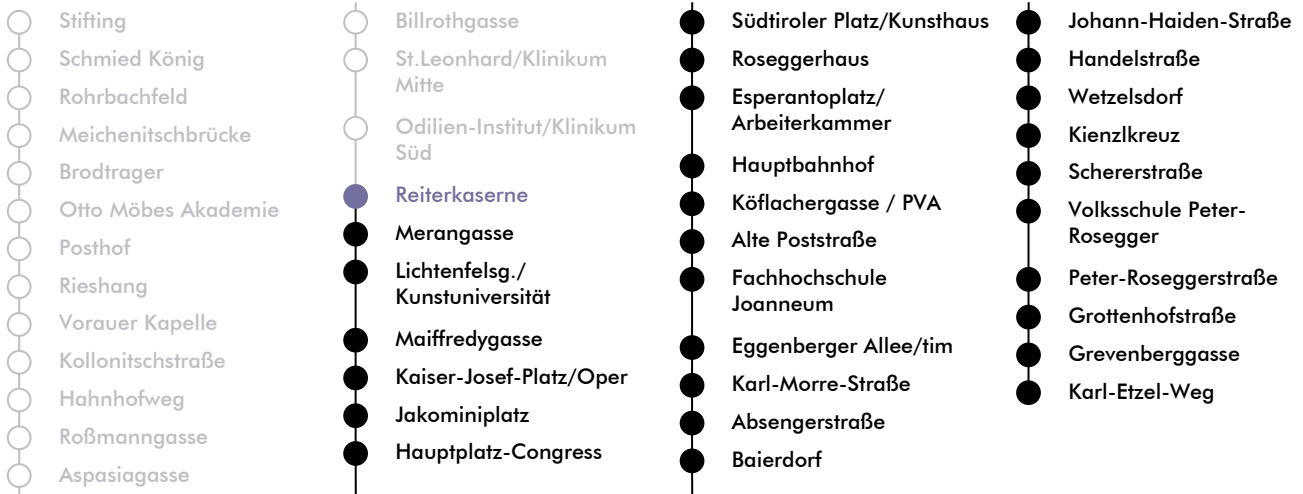 Stifting
Schmied König
Rohrbachfeld
Meichenitschbrücke
Brodtrager
Otto Möbes Akademie
Posthof
Rieshang
Vorauer Kapelle
Kollonitschstraße
Hahnhofweg
Roßmanngasse
Aspasiagasse
Billrothgasse
St.Leonhard/Klinikum
Mitte
Odilien-Institut/Klinikum
Süd
Reiterkaserne
Merangasse
Lichtenfelsg./
Kunstuniversität
Maiffredygasse
Kaiser-Josef-Platz/Oper
Jakominiplatz
Hauptplatz-Congress
Südtiroler Platz/Kunsthaus
Roseggerhaus
Esperantoplatz/
Arbeiterkammer
Hauptbahnhof
Köflachergasse / PVA
Alte Poststraße
Fachhochschule
Joanneum
Eggenberger Allee/tim
Karl-Morre-Straße
Absengerstraße
Baierdorf
Johann-Haiden-Straße
Handelstraße
Wetzelsdorf
Kienzlkreuz
Schererstraße
Volksschule Peter-
Rosegger
Peter-Roseggerstraße
Grottenhofstraße
Grevenberggasse
Karl-Etzel-Weg